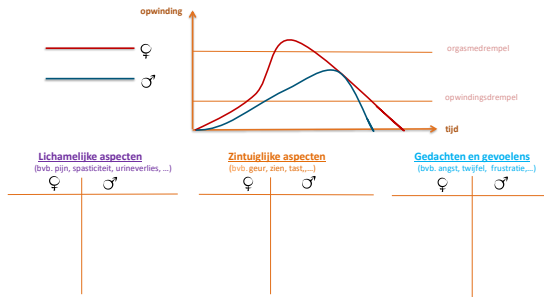 opwinding
♀
orgasmedrempel
♂
opwindingsdrempel
tijd
Lichamelijke aspecten
(bvb. pijn, spasticiteit, urineverlies, ...)
♀ ♂
Zintuiglijke aspecten
(bvb. geur, zien, tast,,...)
♀ ♂
Gedachten en gevoelens
(bvb. angst, twijfel, frustratie,...)
♀ ♂